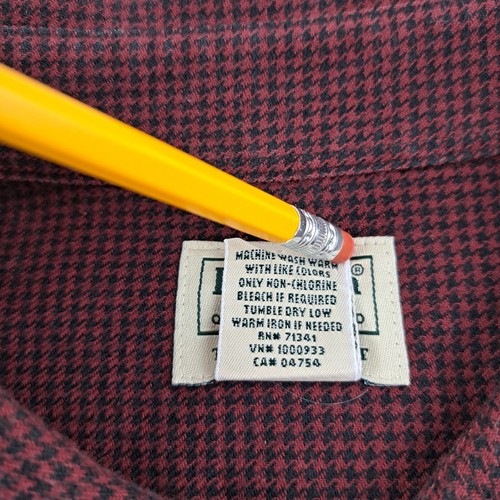 MACHINE WASH WARM
WITH LIKE COLORS
ONLY NON-CHLORINE
BLEACH IF REQUIRED
TUMBLE DRY LOW
WARM IRON IF NEEDED
RN# 71341
VN# 1000933
CA# 04754
®